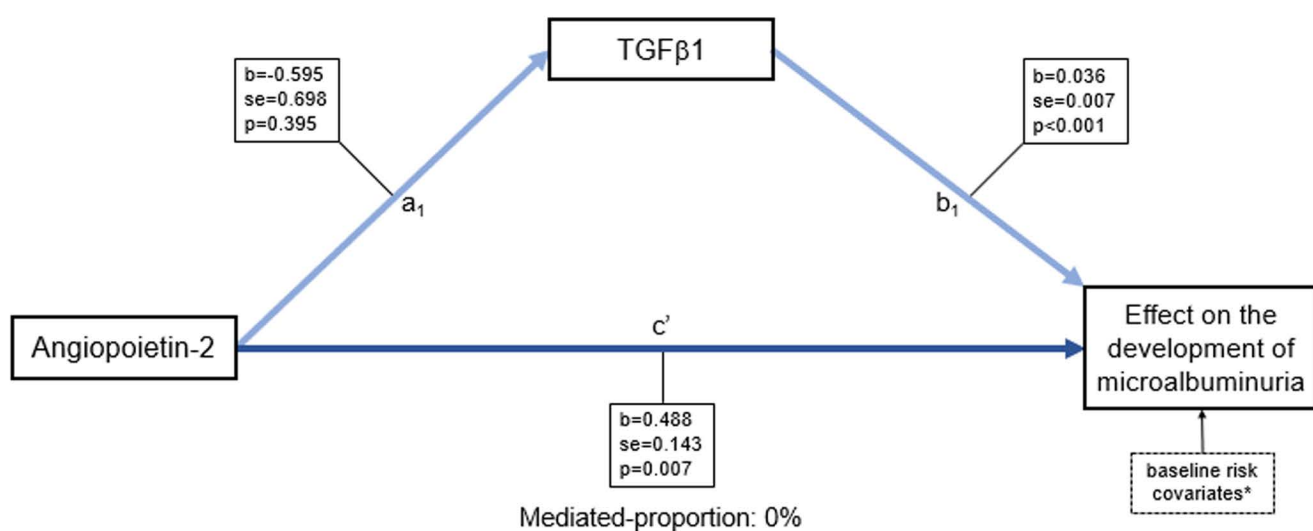 TGFβ1
b=-0.595
se=0.698
p=0.395
b=0.036
se=0.007
p<0.001
a₁
b₁
Angiopoietin-2
c’
Effect on the
development of
microalbuminuria
b=0.488
se=0.143
p=0.007
baseline risk
covariates*
Mediated-proportion: 0%